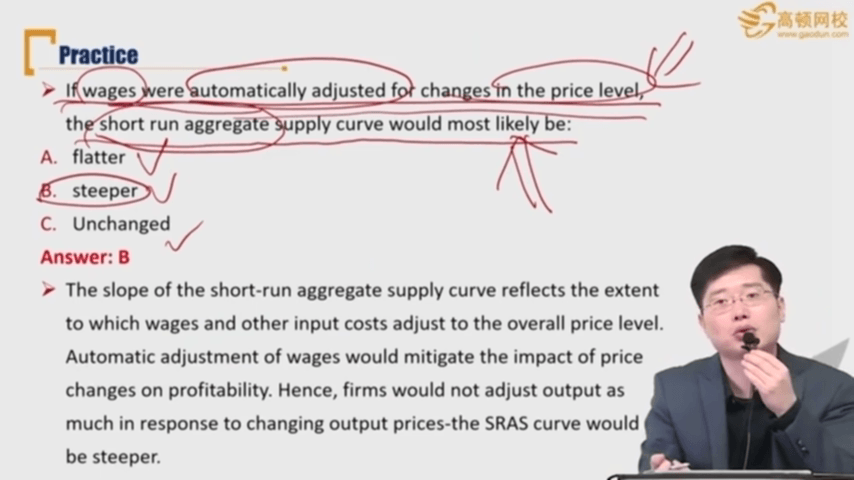 高顿网校
www.gaodun.com
Practice
If wages were automatically adjusted for changes in the price level,
the short run aggregate supply curve would most likely be:
A. flatter
B. steeper
C. Unchanged
Answer: B
The slope of the short-run aggregate supply curve reflects the extent
to which wages and other input costs adjust to the overall price level.
Automatic adjustment of wages would mitigate the impact of price
changes on profitability. Hence, firms would not adjust output as
much in response to changing output prices-the SRAS curve would
be steeper.